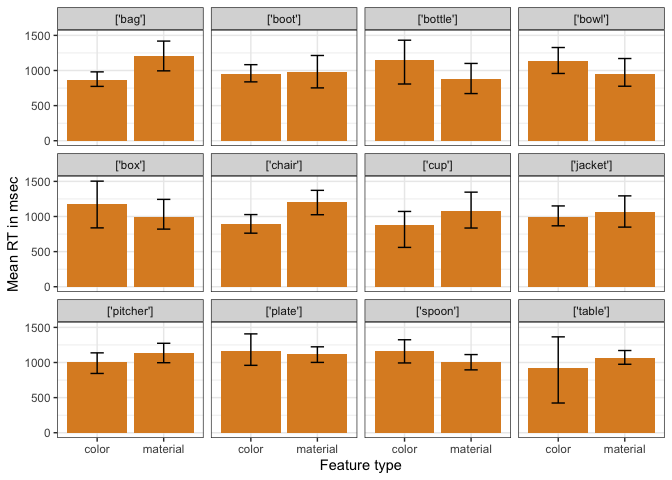 ['bag'] ['boot'] ['bottle'] ['bowl']
1500
1000
500
0
['box'] ['chair'] ['cup'] ['jacket']
1500
1000
500
0
['pitcher'] ['plate'] ['spoon'] ['table']
1500
1000
500
0
Mean RT in msec
color material color material color material color material
Feature type